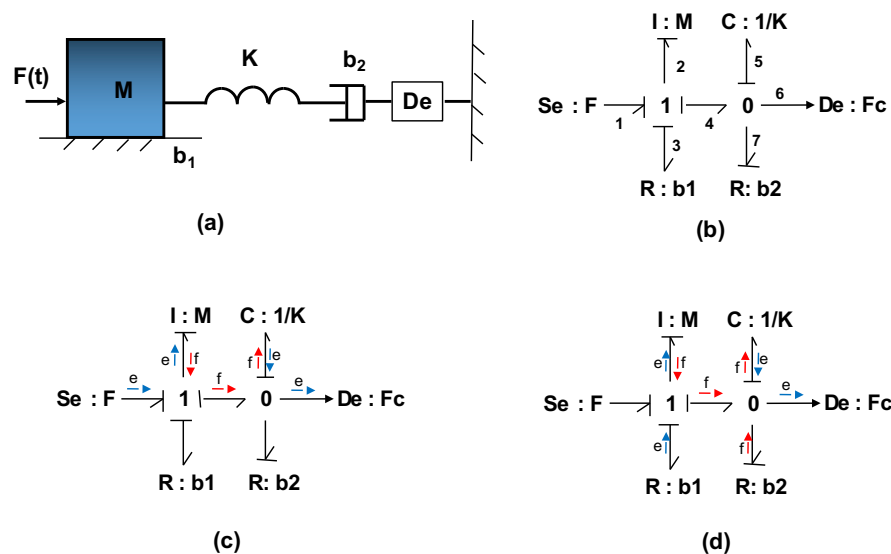 K
b2
F(t)
M
De
b1
(a)
I : M
C : 1/K
2
5
6
Se : F
1
0
De : Fc
1
4
3
7
R : b1
R: b2
(b)
I : M
C : 1/K
e
f
f
e
e
f
e
Se : F
1
0
De : Fc
R : b1
R: b2
(c)
I : M
C : 1/K
e
f
f
e
f
e
Se : F
1
0
De : Fc
e
f
R : b1
R: b2
(d)